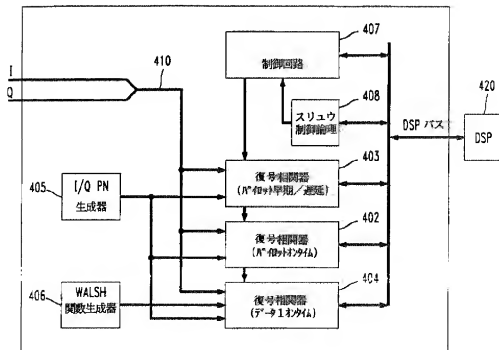 407
制御回路
I
410
Q
408
スリュウ
制御論理
420
DSP バス
DSP
403
復号相関器
(パイロット早期/遅延)
405
I/Q PN
生成器
402
復号相関器
(パイロットオンタイム)
406
WALSH
関数生成器
404
復号相関器
(データ1オンタイム)